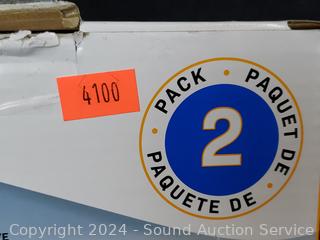 4100
PACK • PAQUET DE • PAQUETE DE •
2
Copyright 2024 - Sound Auction Service